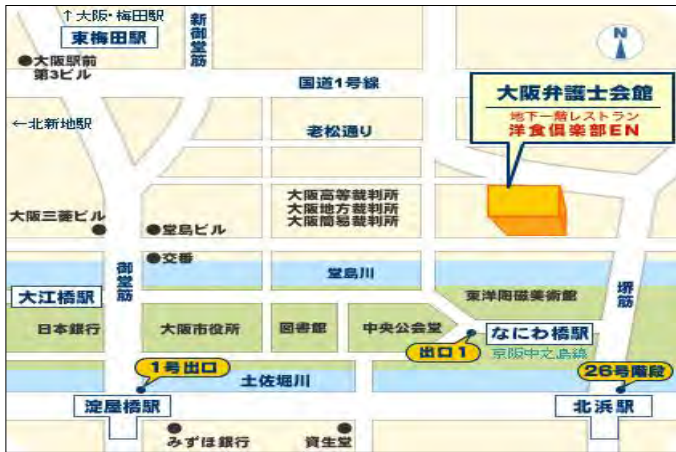 ↑大阪・梅田駅
東梅田駅
新御堂筋
N
●大阪駅前
第3ビル
国道1号線
大阪弁護士会館
地下一階レストラン
洋食倶楽部EN
←北新地駅
老松通り
大阪高等裁判所
大阪地方裁判所
大阪簡易裁判所
大阪三菱ビル
●堂島ビル
●交番
御堂筋
堂島川
堺筋
大江橋駅
東洋陶磁美術館
日本銀行
大阪市役所
図書館
中央公会堂
なにわ橋駅
出口1
京阪中之島線
1号出口
土佐堀川
26号階段
淀屋橋駅
北浜駅
みずほ銀行
資生堂